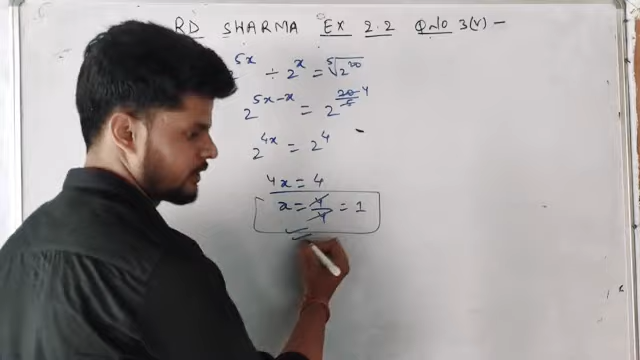 RD SHARMA EX 2.2 QNO 3(V) -
5x ÷ 2^x = ⁵√2^20
2^(5x-x) = 2^(20/5) 4
2^4x = 2^4
4x = 4
x = 4/4 = 1